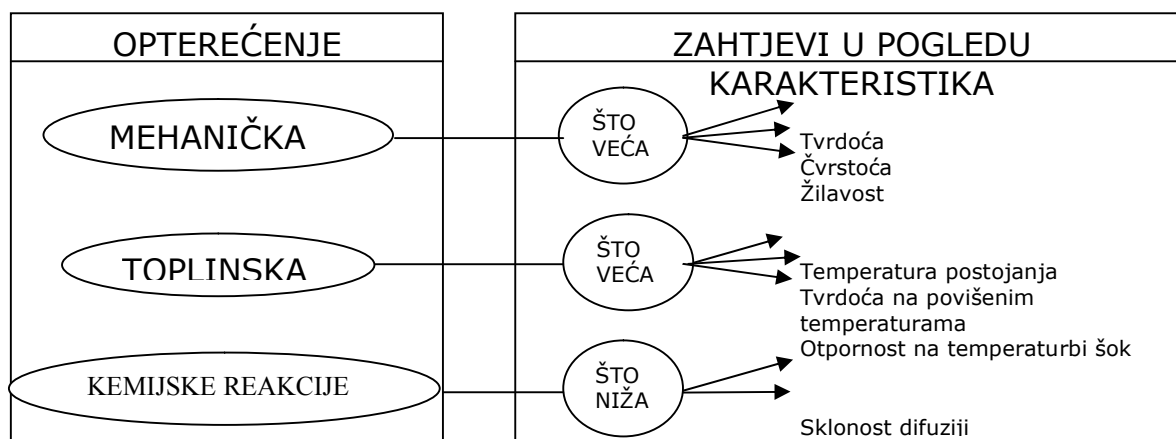 OPTEREĆENJE
ZAHTJEVI U POGLEDU
KARAKTERISTIKA
MEHANIČKA
ŠTO
VEĆA
Tvrdoća
Čvrstoća
Žilavost
TOPLINSKA
ŠTO
VEĆA
Temperatura postojanja
Tvrdoća na povišenim
temperaturama
Otpornost na temperaturbi šok
KEMIJSKE REAKCIJE
ŠTO
NIŽA
Sklonost difuziji